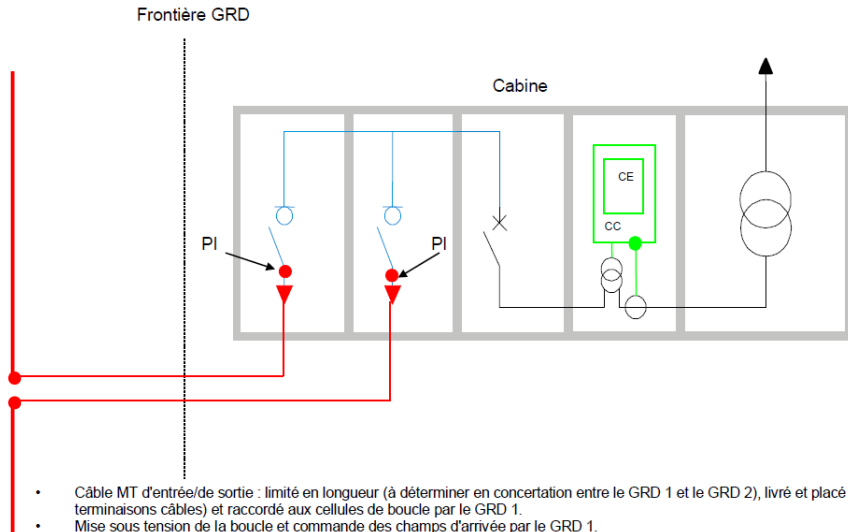 Frontière GRD
Cabine
CE
CC
PI
PI
• Câble MT d'entrée/de sortie : limité en longueur (à déterminer en concertation entre le GRD 1 et le GRD 2), livré et placé
terminaisons câbles) et raccordé aux cellules de boucle par le GRD 1.
• Mise sous tension de la boucle et commande des champs d'arrivée par le GRD 1.